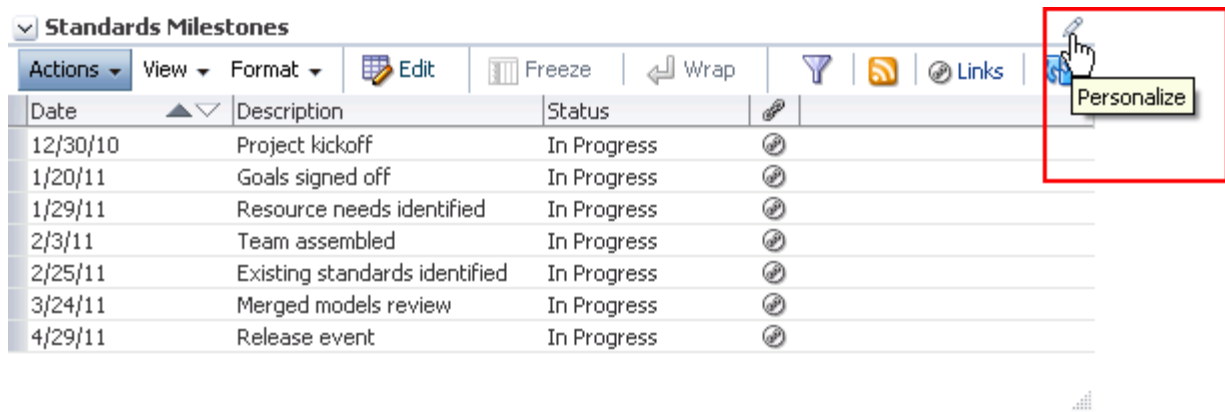 Standards Milestones
Actions View Format Edit Freeze Wrap Links
Personalize
Date Description Status
12/30/10 Project kickoff In Progress
1/20/11 Goals signed off In Progress
1/29/11 Resource needs identified In Progress
2/3/11 Team assembled In Progress
2/25/11 Existing standards identified In Progress
3/24/11 Merged models review In Progress
4/29/11 Release event In Progress